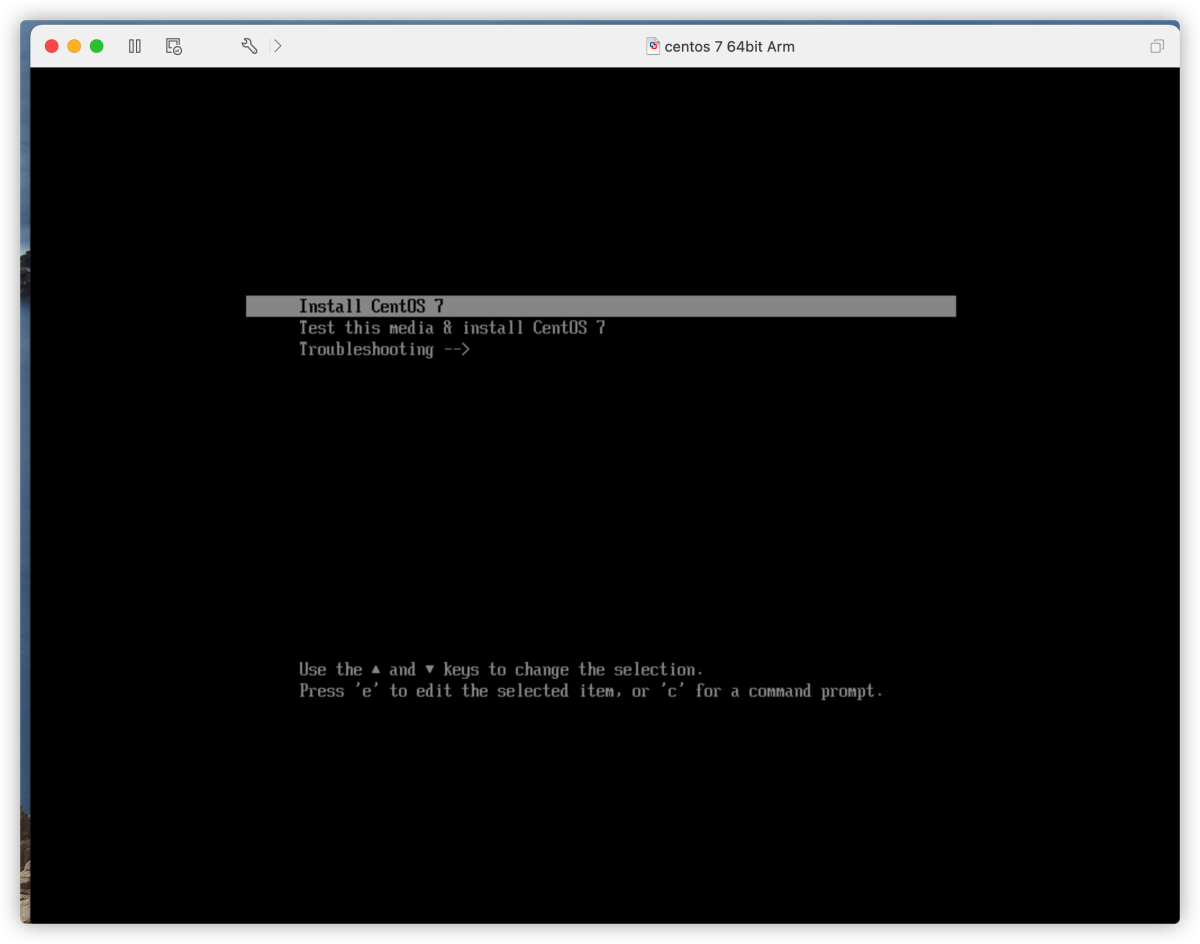 centos 7 64bit Arm
Install CentOS 7
Test this media & install CentOS 7
Troubleshooting -->
Use the ▲ and ▼ keys to change the selection.
Press 'e' to edit the selected item, or 'c' for a command prompt.